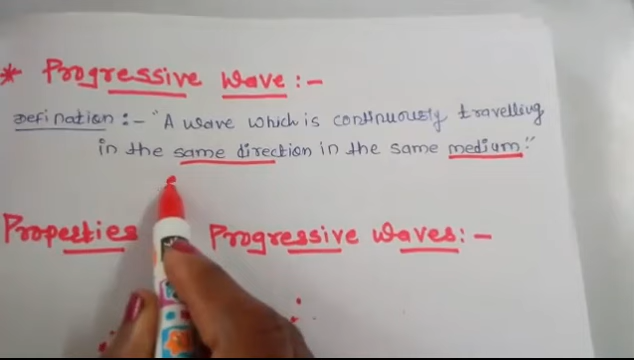 * Progressive wave :-
Defination :- "A wave which is continuously travelling
in the same direction in the same medium."
Properties Progressive waves :-